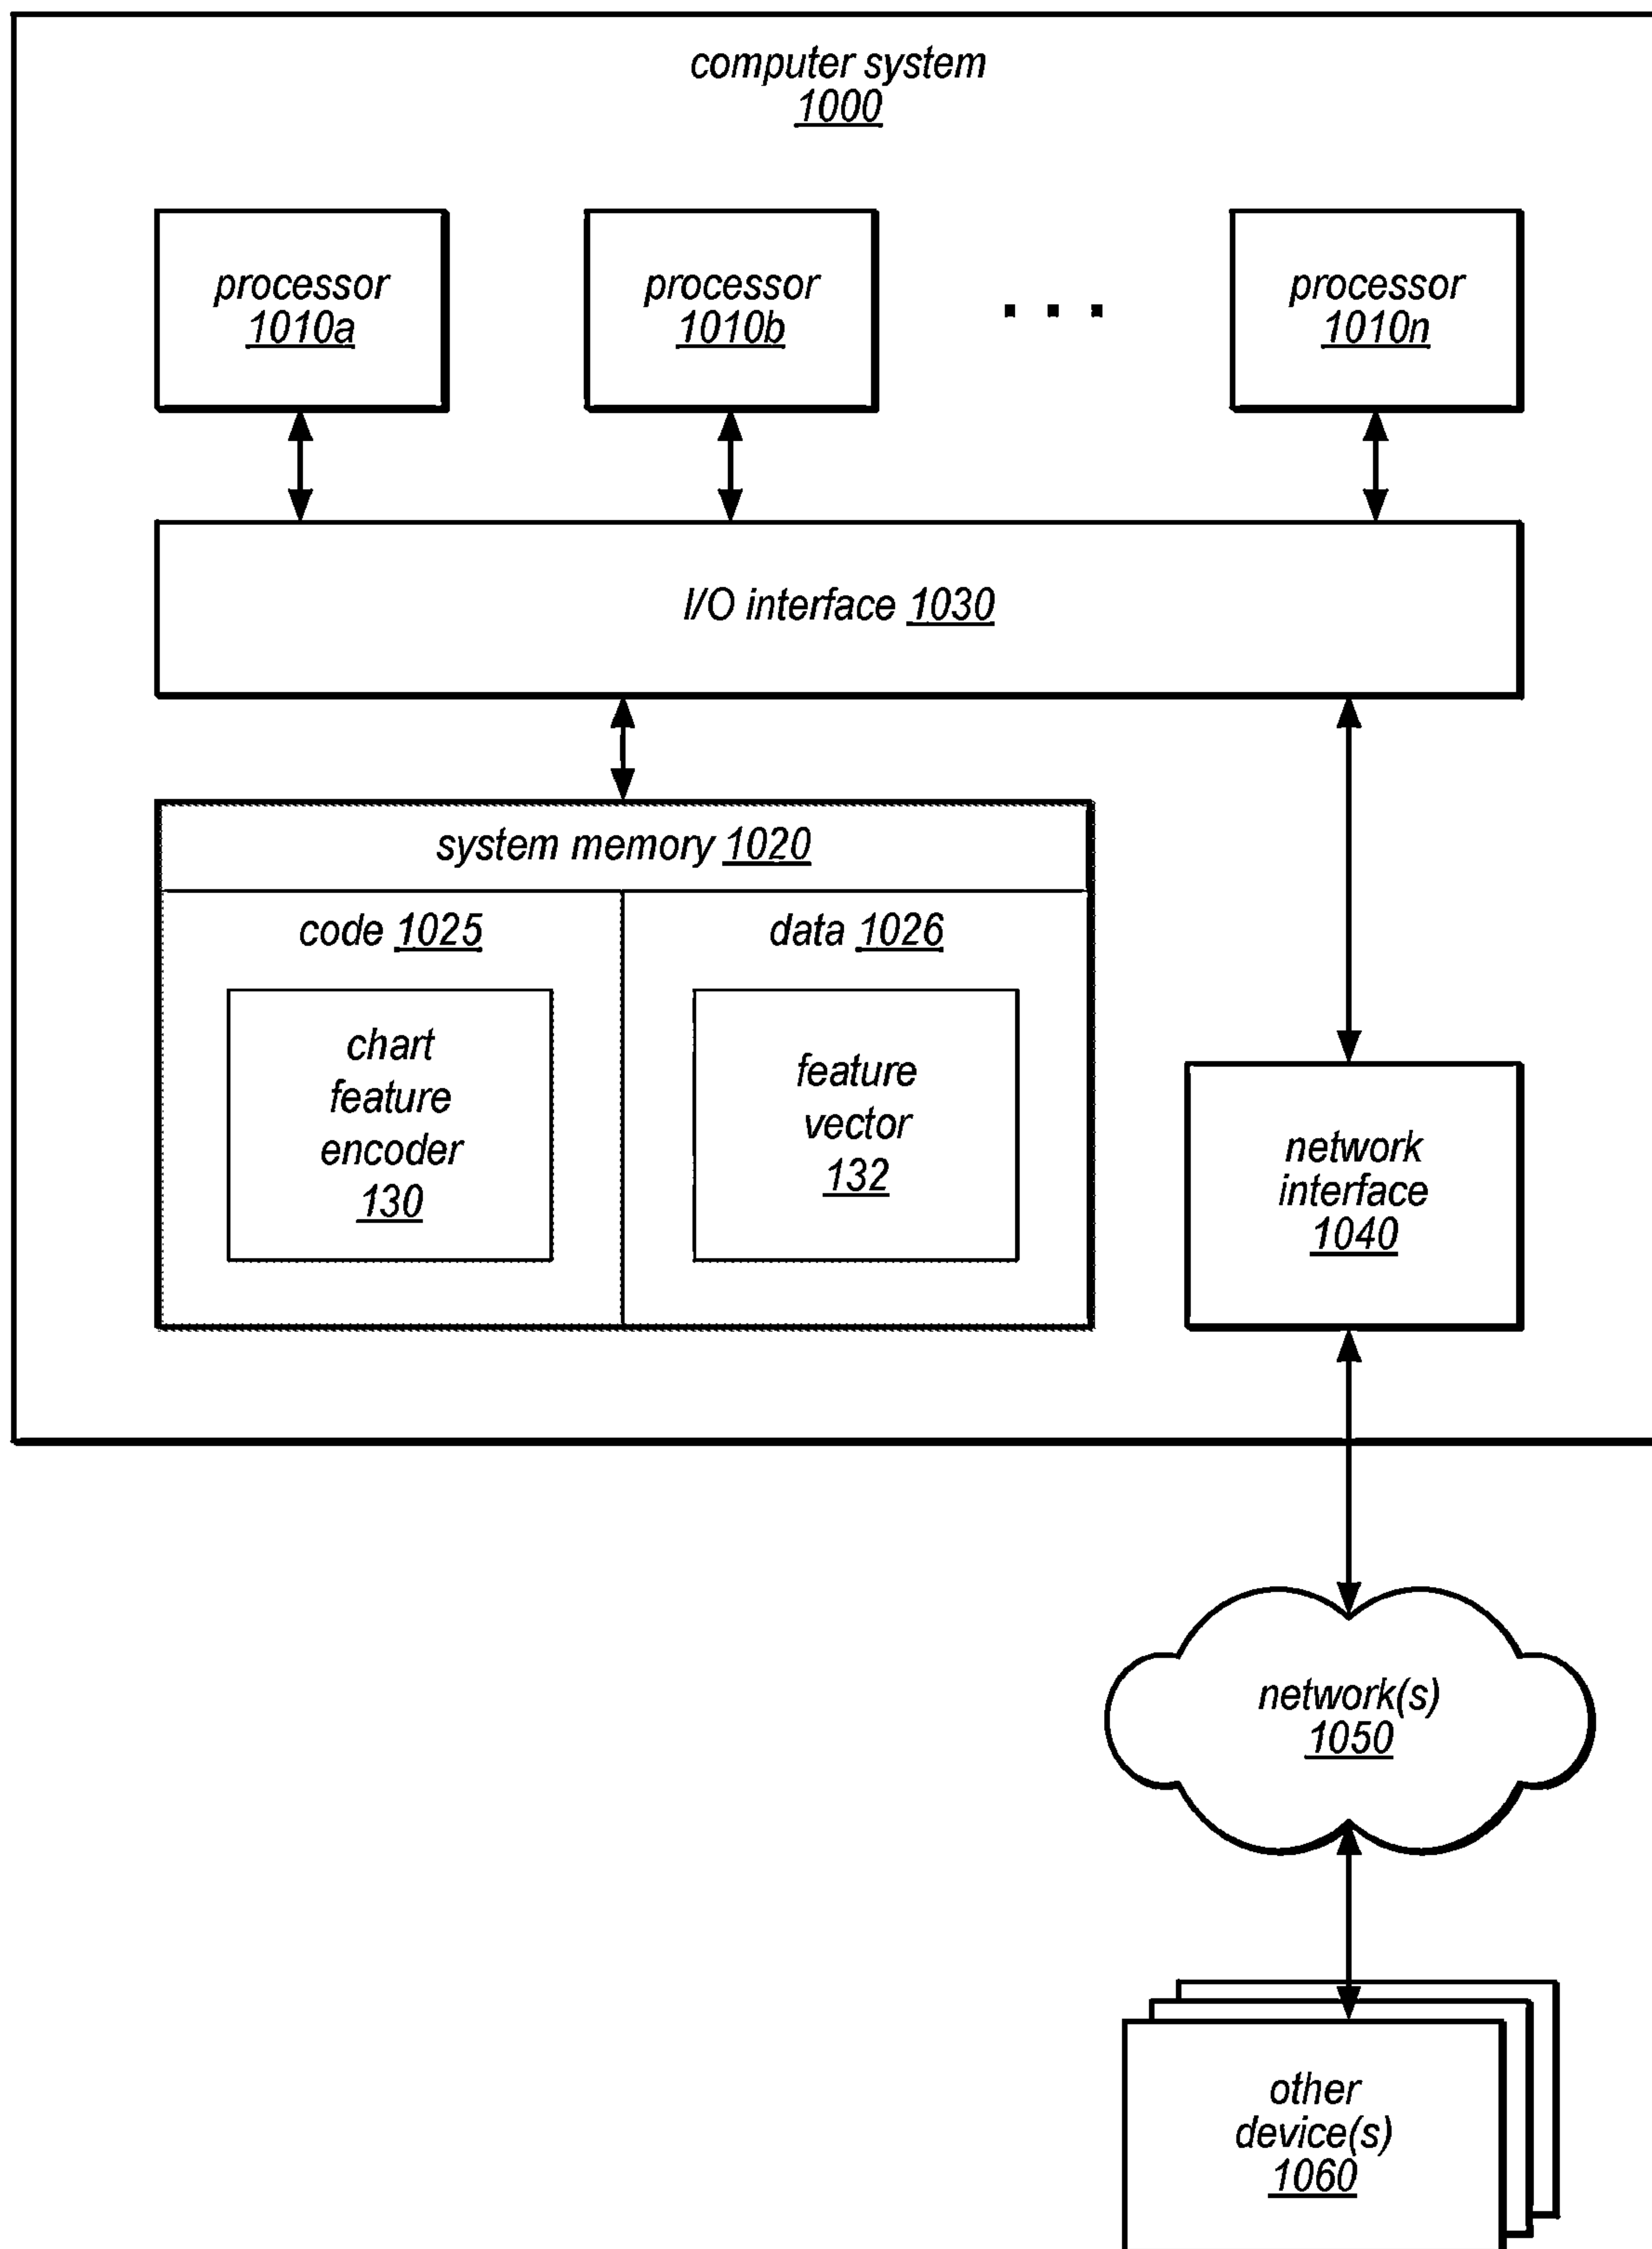 computer system
1000
processor
1010a
processor
1010b
. . .
processor
1010n
I/O interface 1030
system memory 1020
code 1025
chart
feature
encoder
130
data 1026
feature
vector
132
network
interface
1040
network(s)
1050
other
device(s)
1060